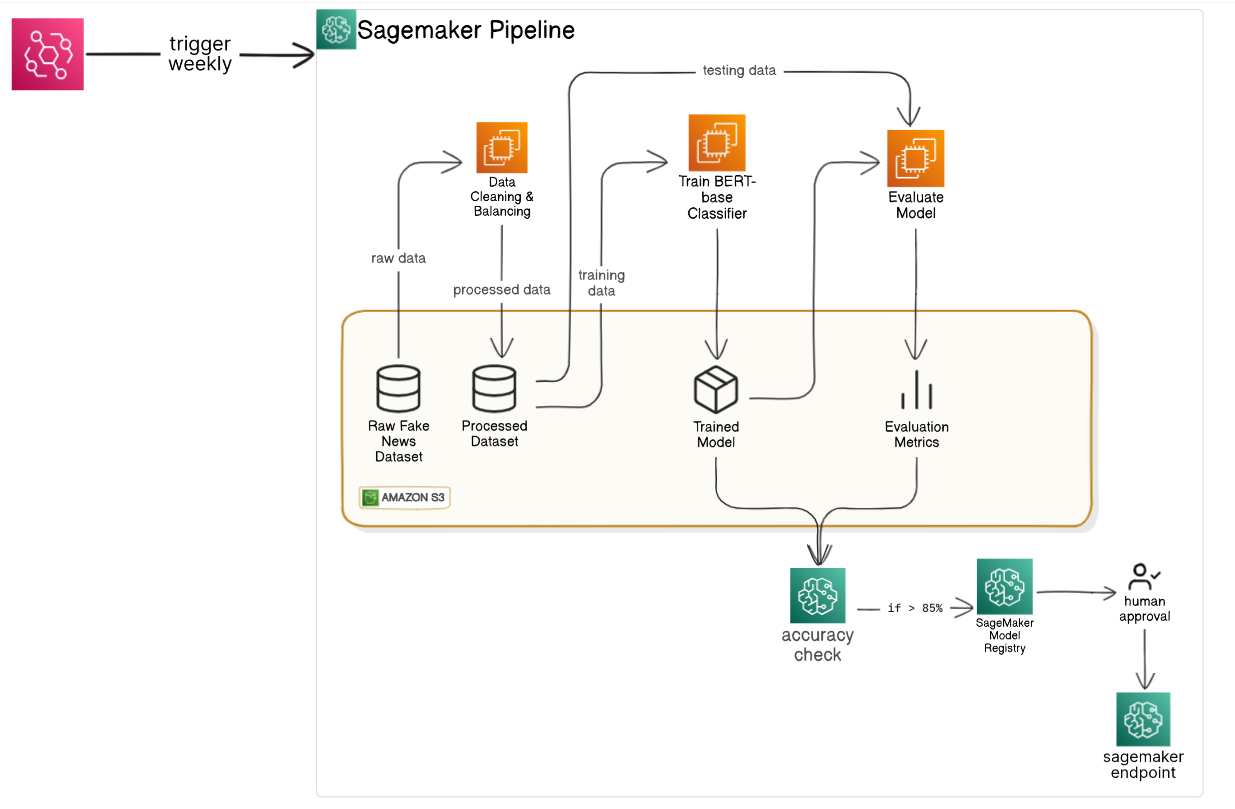 Sagemaker Pipeline
trigger
weekly
testing data
Data
Cleaning &
Balancing
Train BERT-
base
Classifier
Evaluate
Model
raw data
processed data
training
data
Raw Fake
News
Dataset
Processed
Dataset
Trained
Model
Evaluation
Metrics
AMAZON S3
accuracy
check
if > 85%
SageMaker
Model
Registry
human
approval
sagemaker
endpoint